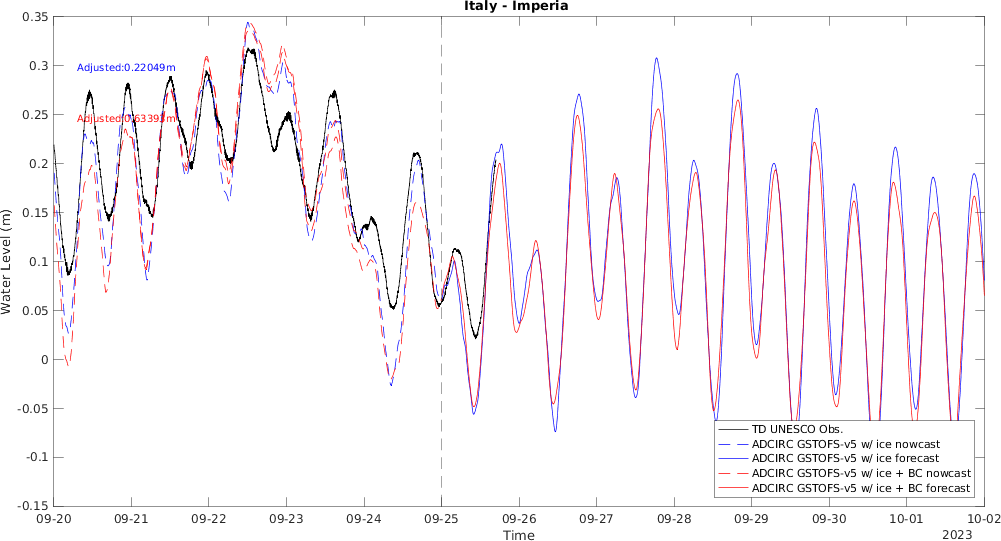 Italy - Imperia
0.35
0.3
0.25
0.2
0.15
0.1
0.05
0
-0.05
-0.1
-0.15
Water Level (m)
Adjusted:0.22049m
Adjusted:0.63393m
TD UNESCO Obs.
ADCIRC GSTOFS-v5 w/ ice nowcast
ADCIRC GSTOFS-v5 w/ ice forecast
ADCIRC GSTOFS-v5 w/ ice + BC nowcast
ADCIRC GSTOFS-v5 w/ ice + BC forecast
09-20 09-21 09-22 09-23 09-24 09-25 09-26 09-27 09-28 09-29 09-30 10-01 10-02
Time
2023